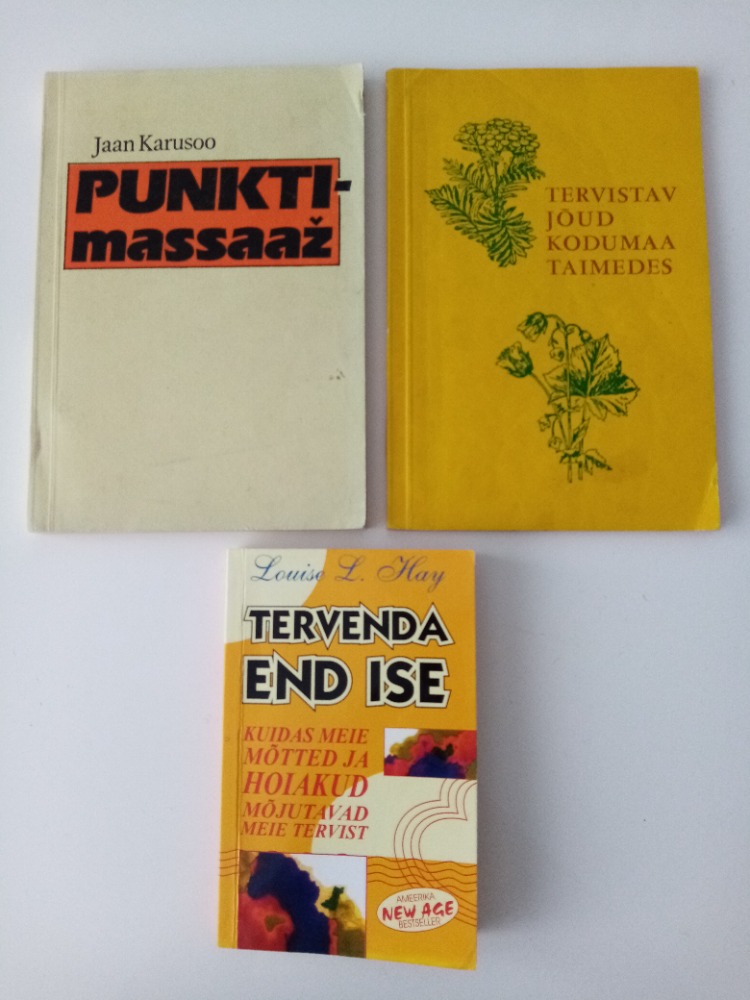 Jaan Karusoo
PUNKTI-
massaaž
TERVISTAV
JÕUD
KODUMAA
TAIMEDES
Louise L. Hay
TERVENDA
END ISE
KUIDAS MEIE
MÕTTED JA
HOIAKUD
MÕJUTAVAD
MEIE TERVIST
AMEERIKA
NEW AGE
BESTSELLER